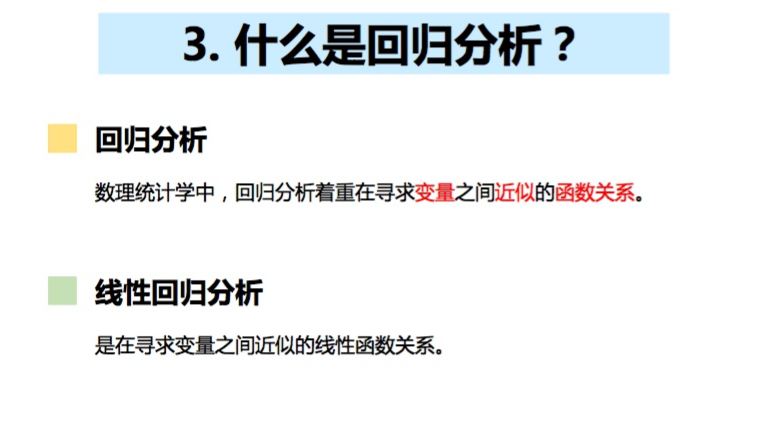 3. 什么是回归分析？
回归分析
数理统计学中，回归分析着重在寻求变量之间近似的函数关系。
线性回归分析
是在寻求变量之间近似的线性函数关系。